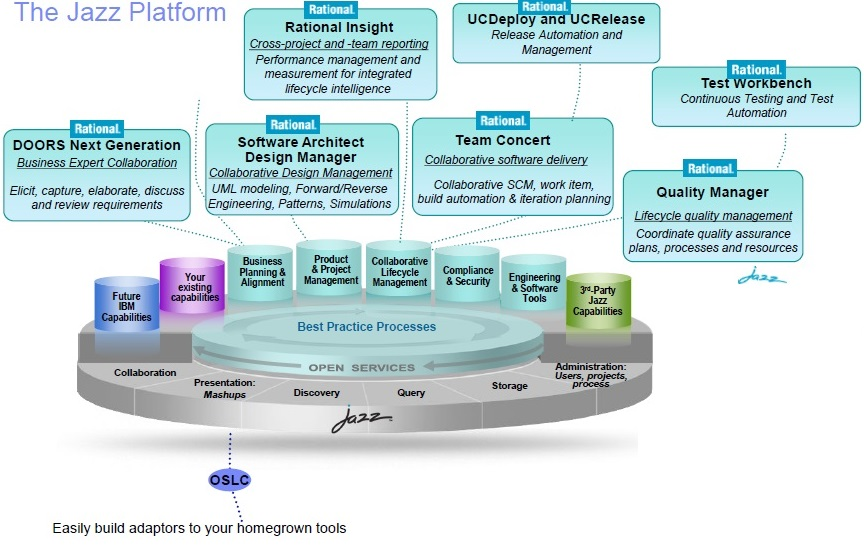 The Jazz Platform
Rational.
Rational Insight
Cross-project and -team reporting
Performance management and
measurement for integrated
lifecycle intelligence
Rational.
UCDeploy and UCRelease
Release Automation and
Management
Rational.
Test Workbench
Continuous Testing and Test
Automation
Rational.
DOORS Next Generation
Business Expert Collaboration
Elicit, capture, elaborate, discuss
and review requirements
Rational.
Software Architect
Design Manager
Collaborative Design Management
UML modeling, Forward/Reverse
Engineering, Patterns, Simulations
Rational.
Team Concert
Collaborative software delivery
Collaborative SCM, work item,
build automation & iteration planning
Rational.
Quality Manager
Lifecycle quality management
Coordinate quality assurance
plans, processes and resources
jazz
Future
IBM
Capabilities
Your
existing
capabilities
Business
Planning &
Alignment
Product
& Project
Management
Collaborative
Lifecycle
Management
Compliance
& Security
Engineering
& Software
Tools
3rd-Party
Jazz
Capabilities
Best Practice Processes
OPEN SERVICES
Collaboration
Presentation:
Mashups
Discovery
Query
Storage
Administration:
Users, projects,
process
jazz
OSLC
Easily build adaptors to your homegrown tools